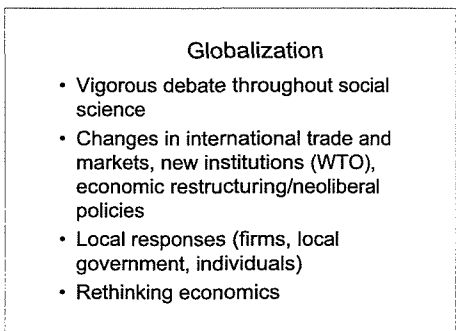 Globalization
• Vigorous debate throughout social
science
• Changes in international trade and
markets, new institutions (WTO),
economic restructuring/neoliberal
policies
• Local responses (firms, local
government, individuals)
• Rethinking economics